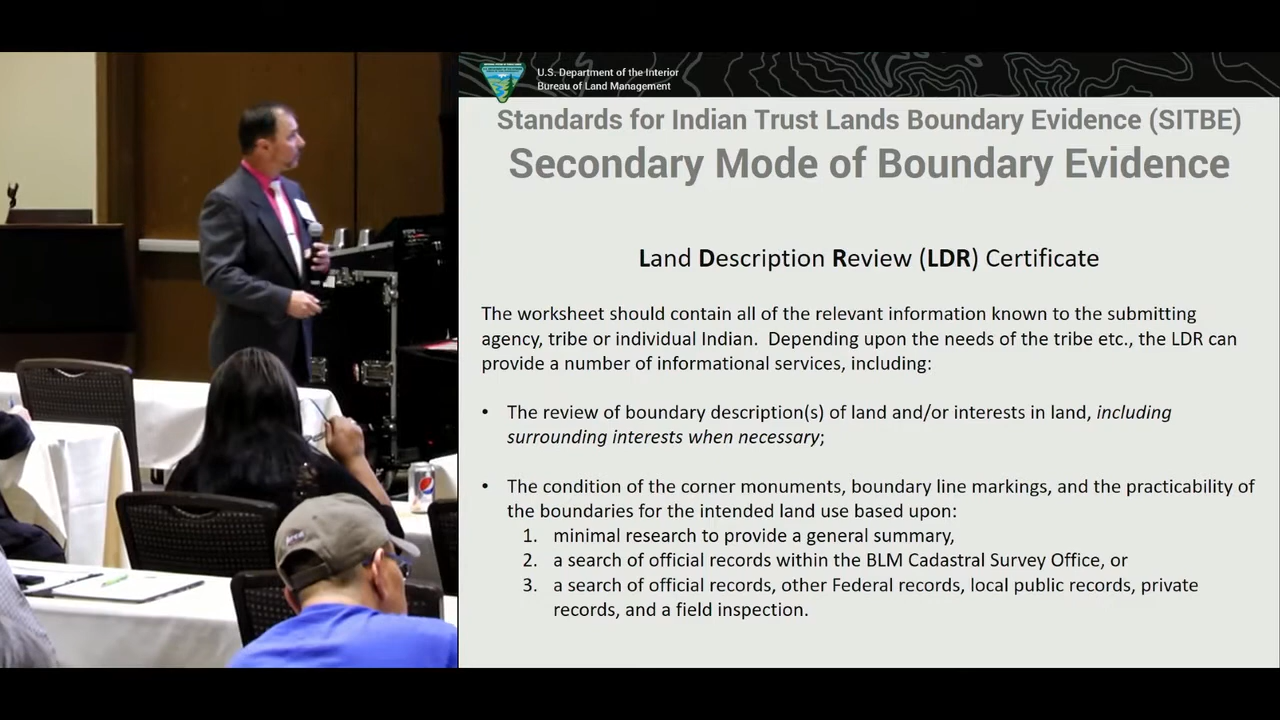 U.S. Department of the Interior
Bureau of Land Management
Standards for Indian Trust Lands Boundary Evidence (SITBE)
Secondary Mode of Boundary Evidence
Land Description Review (LDR) Certificate
The worksheet should contain all of the relevant information known to the submitting
agency, tribe or individual Indian. Depending upon the needs of the tribe etc., the LDR can
provide a number of informational services, including:
• The review of boundary description(s) of land and/or interests in land, including
surrounding interests when necessary;
• The condition of the corner monuments, boundary line markings, and the practicability of
the boundaries for the intended land use based upon:
1. minimal research to provide a general summary,
2. a search of official records within the BLM Cadastral Survey Office, or
3. a search of official records, other Federal records, local public records, private
records, and a field inspection.